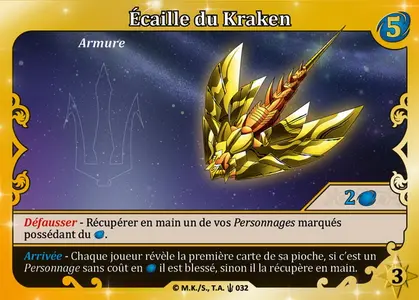 Écaille du Kraken
5
Armure
2
Défausser - Récupérer en main un de vos Personnages marqués
possédant du .
Arrivée - Chaque joueur révèle la première carte de sa pioche, si c'est un
Personnage sans coût en il est blessé, sinon il la récupère en main.
3
© M.K./S., T.A. 032